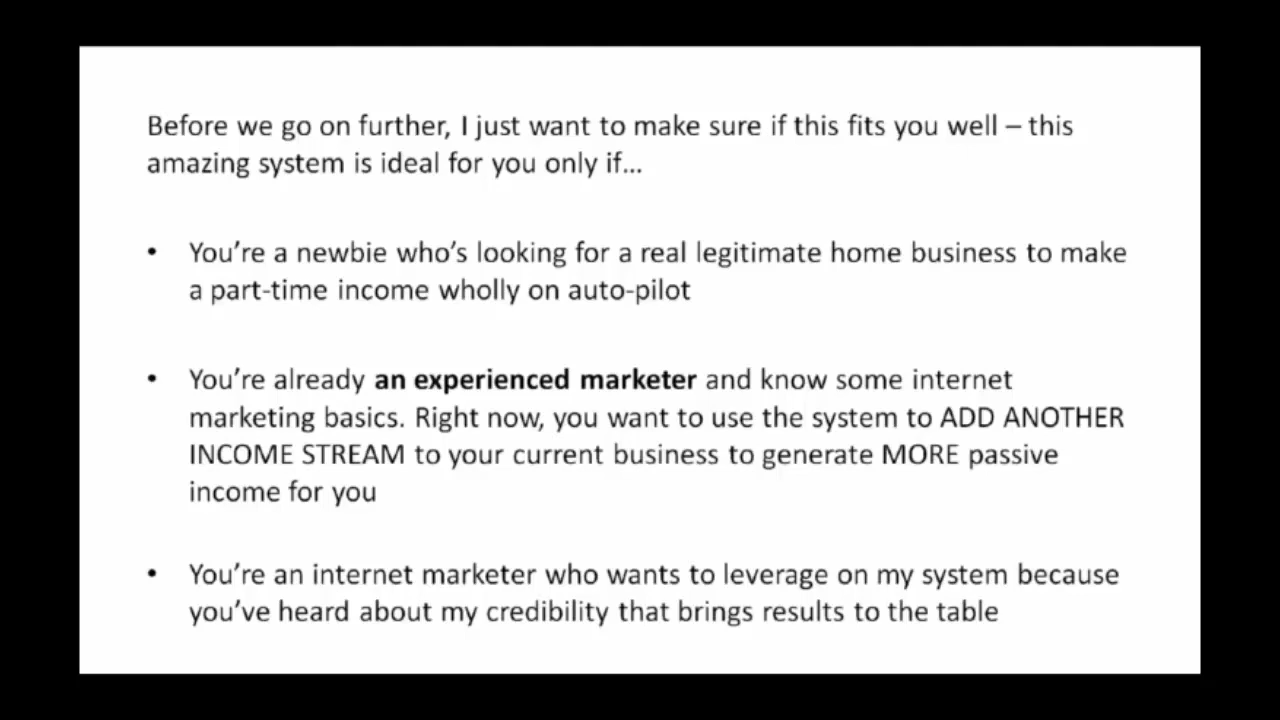 Before we go on further, I just want to make sure if this fits you well – this
amazing system is ideal for you only if...
• You’re a newbie who’s looking for a real legitimate home business to make
a part-time income wholly on auto-pilot
• You’re already an experienced marketer and know some internet
marketing basics. Right now, you want to use the system to ADD ANOTHER
INCOME STREAM to your current business to generate MORE passive
income for you
• You’re an internet marketer who wants to leverage on my system because
you’ve heard about my credibility that brings results to the table